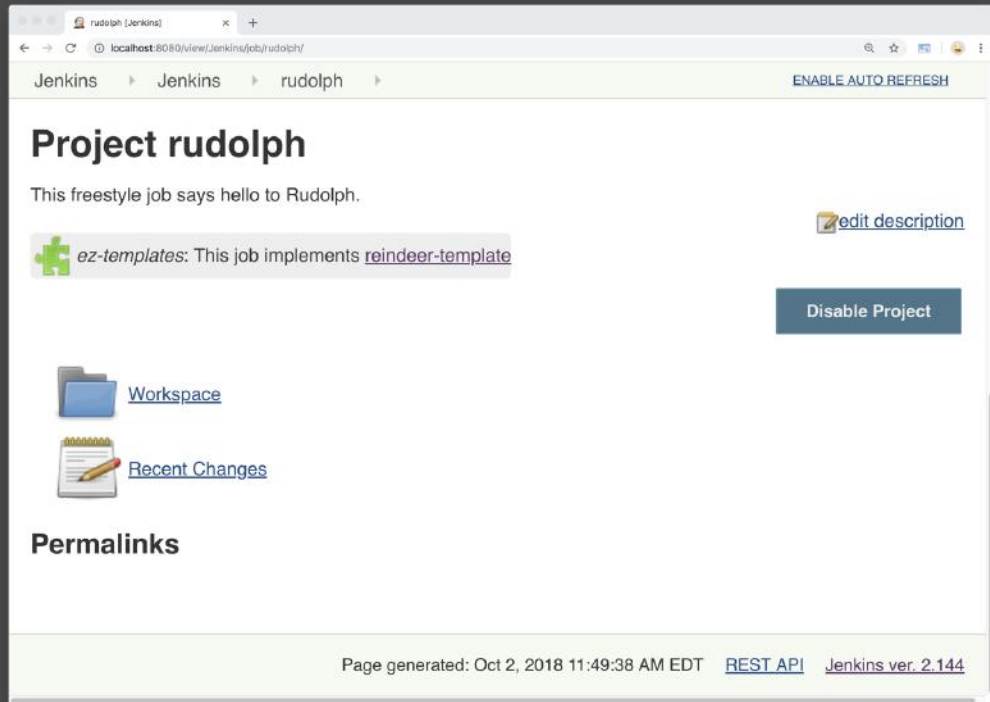 rudolph [Jenkins]
localhost:8080/view/Jenkins/job/rudolph/
Jenkins Jenkins rudolph ENABLE AUTO REFRESH
Project rudolph
This freestyle job says hello to Rudolph.
edit description
ez-templates: This job implements reindeer-template
Disable Project
Workspace
Recent Changes
Permalinks
Page generated: Oct 2, 2018 11:49:38 AM EDT REST API Jenkins ver. 2.144